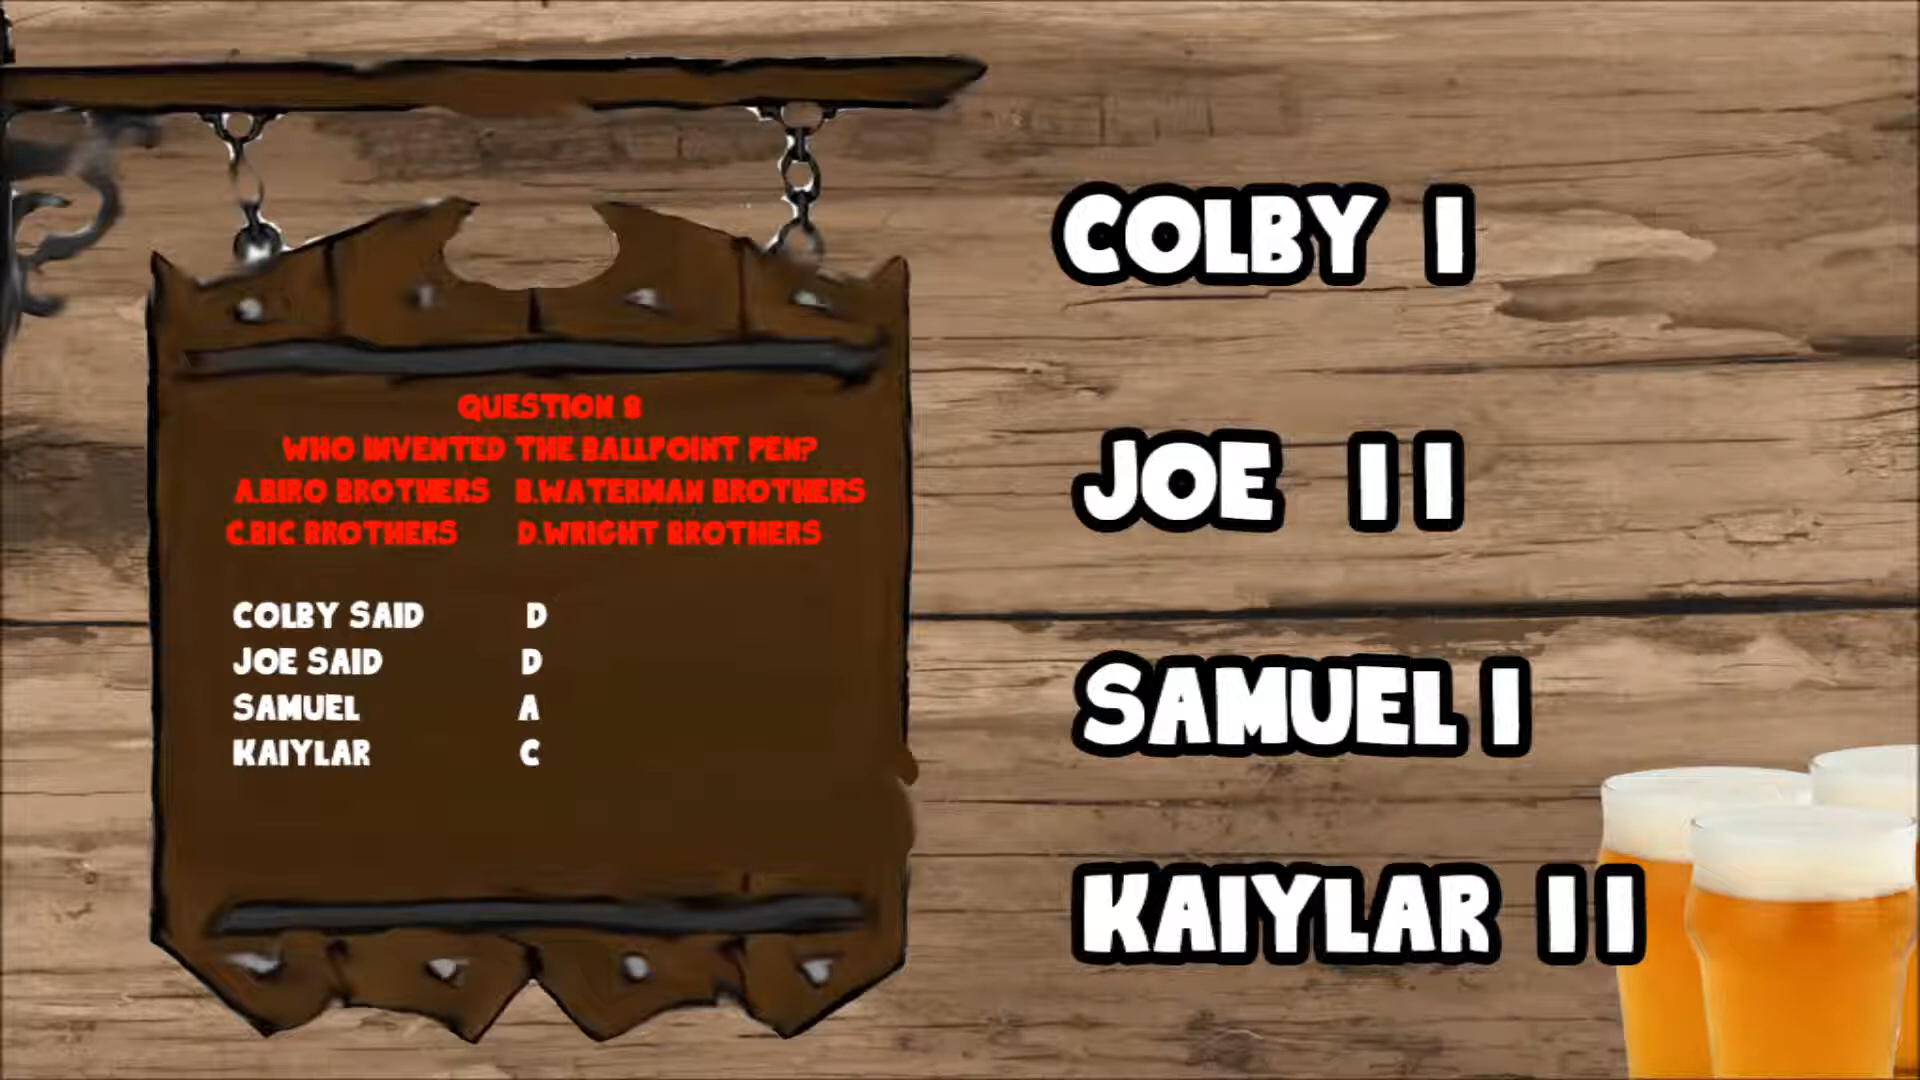 QUESTION 8
WHO INVENTED THE BALLPOINT PEN?
A.BIRO BROTHERS B.WATERMAN BROTHERS
C.BIC BROTHERS D.WRIGHT BROTHERS
COLBY SAID D
JOE SAID D
SAMUEL A
KAIYLAR C
COLBY I
JOE II
SAMUEL I
KAIYLAR II